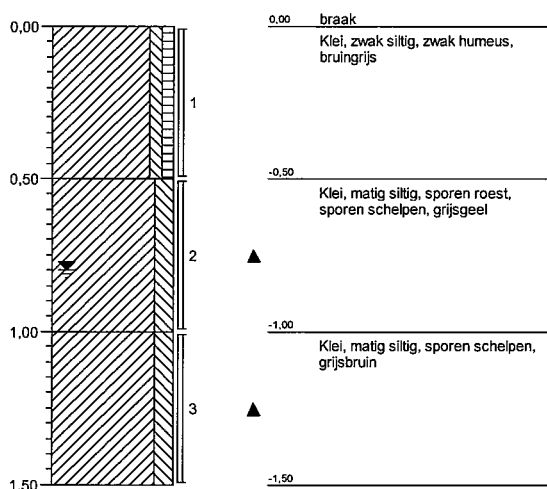 0,00
0,50
1,00
1,50
1
2
3
0,00 braak
Klei, zwak siltig, zwak humeus,
bruingrijs
-0,50
Klei, matig siltig, sporen roest,
sporen schelpen, grijsgeel
-1,00
Klei, matig siltig, sporen schelpen,
grijsbruin
-1,50